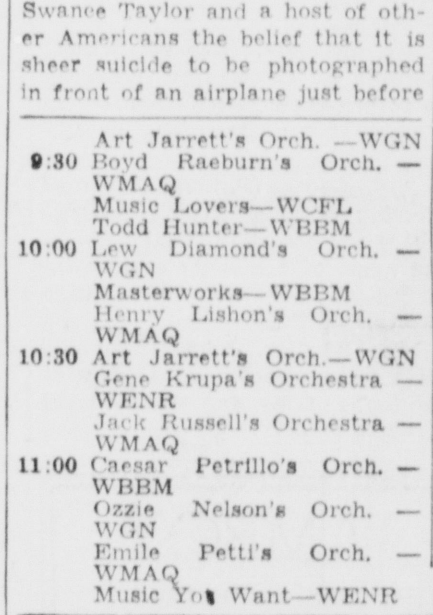 Swanee Taylor and a host of oth-
er Americans the belief that it is
sheer suicide to be photographed
in front of an airplane just before
Art Jarrett's Orch. —WGN
9:30 Boyd Raeburn's Orch. —
WMAQ
Music Lovers—WCFL
Todd Hunter—WBBM
10:00 Lew Diamond's Orch. —
WGN
Masterworks—WBBM
Henry Lishon's Orch. —
WMAQ
10:30 Art Jarrett's Orch.—WGN
Gene Krupa's Orchestra —
WENR
Jack Russell's Orchestra —
WMAQ
11:00 Caesar Petrillo's Orch. —
WBBM
Ozzie Nelson's Orch. —
WGN
Emile Petti's Orch. —
WMAQ
Music You Want—WENR